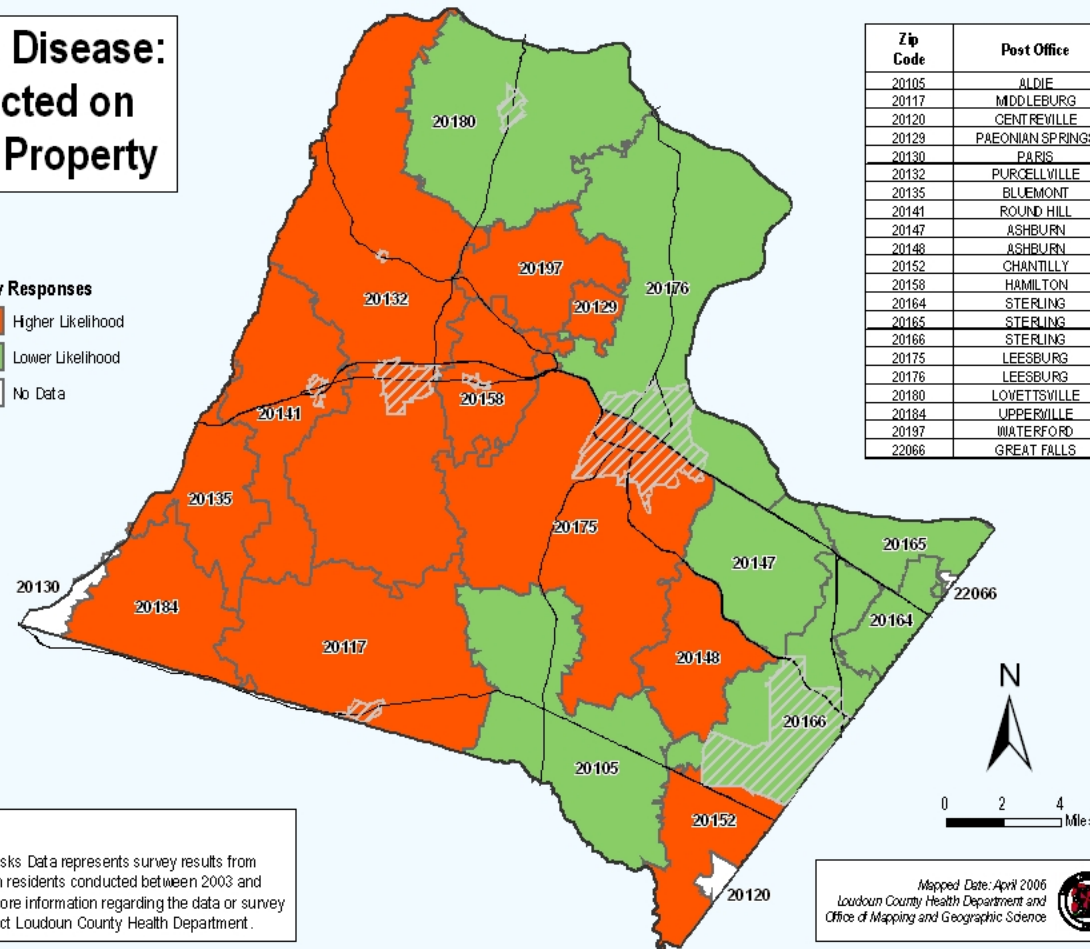 Disease:
cted on
Property
Responses
Higher Likelihood
Lower Likelihood
No Data
Zip Code Post Office
20105 ALDIE
20117 MIDDLEBURG
20120 CENTREVILLE
20129 PAEONIAN SPRINGS
20130 PARIS
20132 PURCELLVILLE
20135 BLUEMONT
20141 ROUND HILL
20147 ASHBURN
20148 ASHBURN
20152 CHANTILLY
20158 HAMILTON
20164 STERLING
20165 STERLING
20166 STERLING
20175 LEESBURG
20176 LEESBURG
20180 LOVETTSVILLE
20184 UPPERVILLE
20197 WATERFORD
22066 GREAT FALLS
20180
20197
20176
20132
20129
20158
20141
20135
20175
20147
20165
20130
22066
20184
20164
20117
20148
20166
20105
20152
20120
N
0 2 4
Miles
sks Data represents survey results from
residents conducted between 2003 and
ore information regarding the data or survey
ct Loudoun County Health Department.
Mapped Date: April 2006
Loudoun County Health Department and
Office of Mapping and Geographic Science